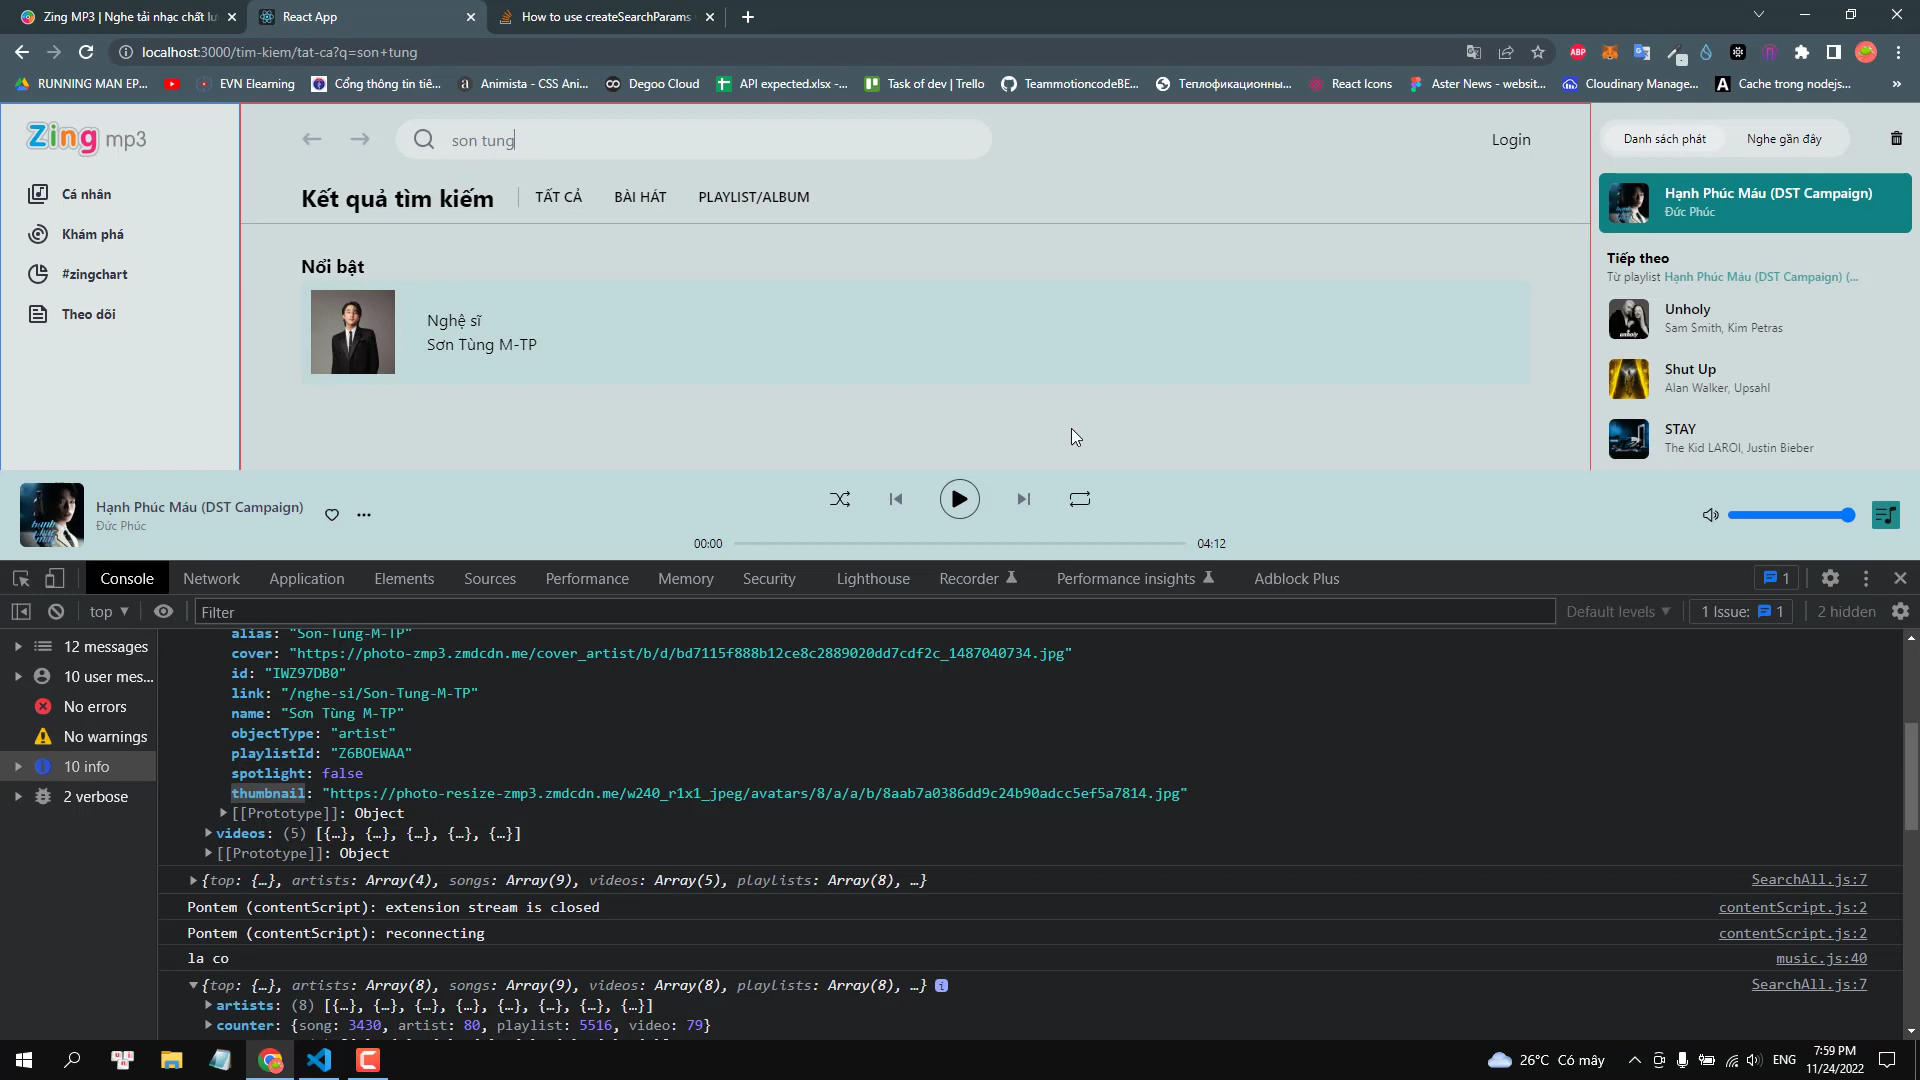 Zing MP3 | Nghe tải nhạc chất lư
React App
How to use createSearchParams
localhost:3000/tim-kiem/tat-ca?q=son+tung
ABP
RUNNING MAN EP...
EVN Elearning
Cổng thông tin tiê...
Animista - CSS Ani...
Degoo Cloud
API expected.xlsx -...
Task of dev | Trello
TeammotioncodeBE...
Теплофикационны...
React Icons
Aster News - websit...
Cloudinary Manage...
Cache trong nodejs...
»
Zing mp3
Cá nhân
Khám phá
#zingchart
Theo dõi
son tung
Login
Kết quả tìm kiếm
TẤT CẢ
BÀI HÁT
PLAYLIST/ALBUM
Nổi bật
Nghệ sĩ
Sơn Tùng M-TP
Danh sách phát
Nghe gần đây
Hạnh Phúc Máu (DST Campaign)
Đức Phúc
Tiếp theo
Từ playlist Hạnh Phúc Máu (DST Campaign) (...
Unholy
Sam Smith, Kim Petras
Shut Up
Alan Walker, Upsahl
STAY
The Kid LAROI, Justin Bieber
Hạnh Phúc Máu (DST Campaign)
Đức Phúc
00:00
04:12
Console
Network
Application
Elements
Sources
Performance
Memory
Security
Lighthouse
Recorder
Performance insights
Adblock Plus
1
top
Filter
Default levels
1 Issue: 1
2 hidden
12 messages
10 user mes...
No errors
No warnings
10 info
2 verbose
alias: "Son-Tung-M-TP"
cover: "https://photo-zmp3.zmdcdn.me/cover_artist/b/d/bd7115f888b12ce8c2889020dd7cdf2c_1487040734.jpg"
id: "IWZ97DB0"
link: "/nghe-si/Son-Tung-M-TP"
name: "Sơn Tùng M-TP"
objectType: "artist"
playlistId: "Z6BOEWAA"
spotlight: false
thumbnail: "https://photo-resize-zmp3.zmdcdn.me/w240_r1x1_jpeg/avatars/8/a/a/b/8aab7a0386dd9c24b90adcc5ef5a7814.jpg"
[[Prototype]]: Object
videos: (5) [{…}, {…}, {…}, {…}, {…}]
[[Prototype]]: Object
{top: {…}, artists: Array(4), songs: Array(9), videos: Array(5), playlists: Array(8), …}
SearchAll.js:7
Pontem (contentScript): extension stream is closed
contentScript.js:2
Pontem (contentScript): reconnecting
contentScript.js:2
la co
music.js:40
{top: {…}, artists: Array(8), songs: Array(9), videos: Array(8), playlists: Array(8), …}
SearchAll.js:7
artists: (8) [{…}, {…}, {…}, {…}, {…}, {…}, {…}, {…}]
counter: {song: 3430, artist: 80, playlist: 5516, video: 79}
26°C Có mây
ENG
7:59 PM
11/24/2022